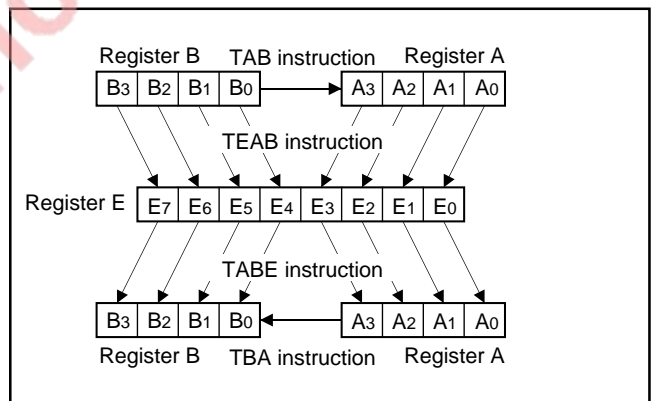 Register B TAB instruction Register A
B3 B2 B1 B0 A3 A2 A1 A0
TEAB instruction
Register E E7 E6 E5 E4 E3 E2 E1 E0
TABE instruction
B3 B2 B1 B0 A3 A2 A1 A0
Register B TBA instruction Register A